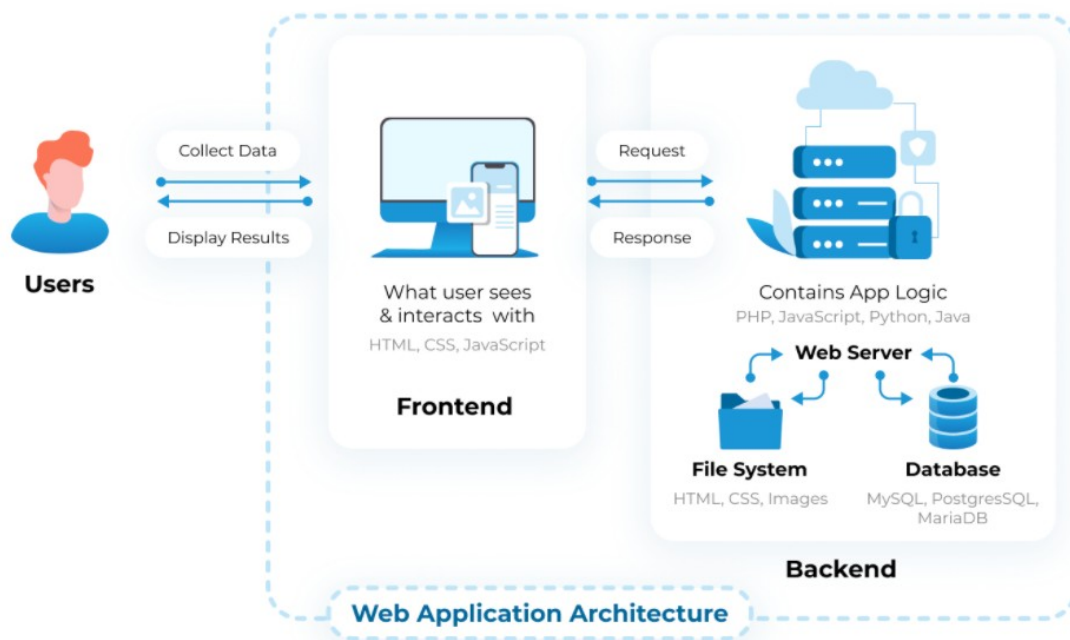 Collect Data
Display Results
Users
What user sees
& interacts with
HTML, CSS, JavaScript
Frontend
Request
Response
Contains App Logic
PHP, JavaScript, Python, Java
Web Server
File System
HTML, CSS, Images
Database
MySQL, PostgresSQL,
MariaDB
Backend
Web Application Architecture